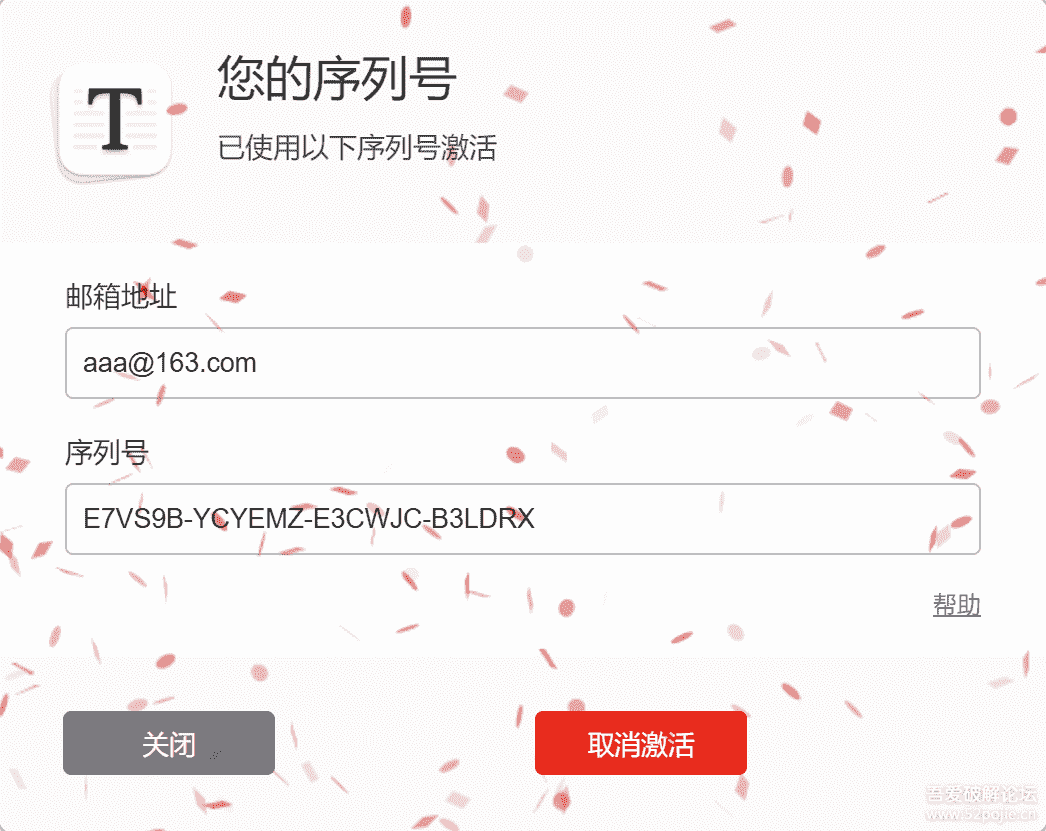 T
您的序列号
已使用以下序列号激活
邮箱地址
aaa@163.com
序列号
E7VS9B-YCYEMZ-E3CWJC-B3LDRX
帮助
关闭
取消激活
吾爱破解论坛
www.52pojie.cn